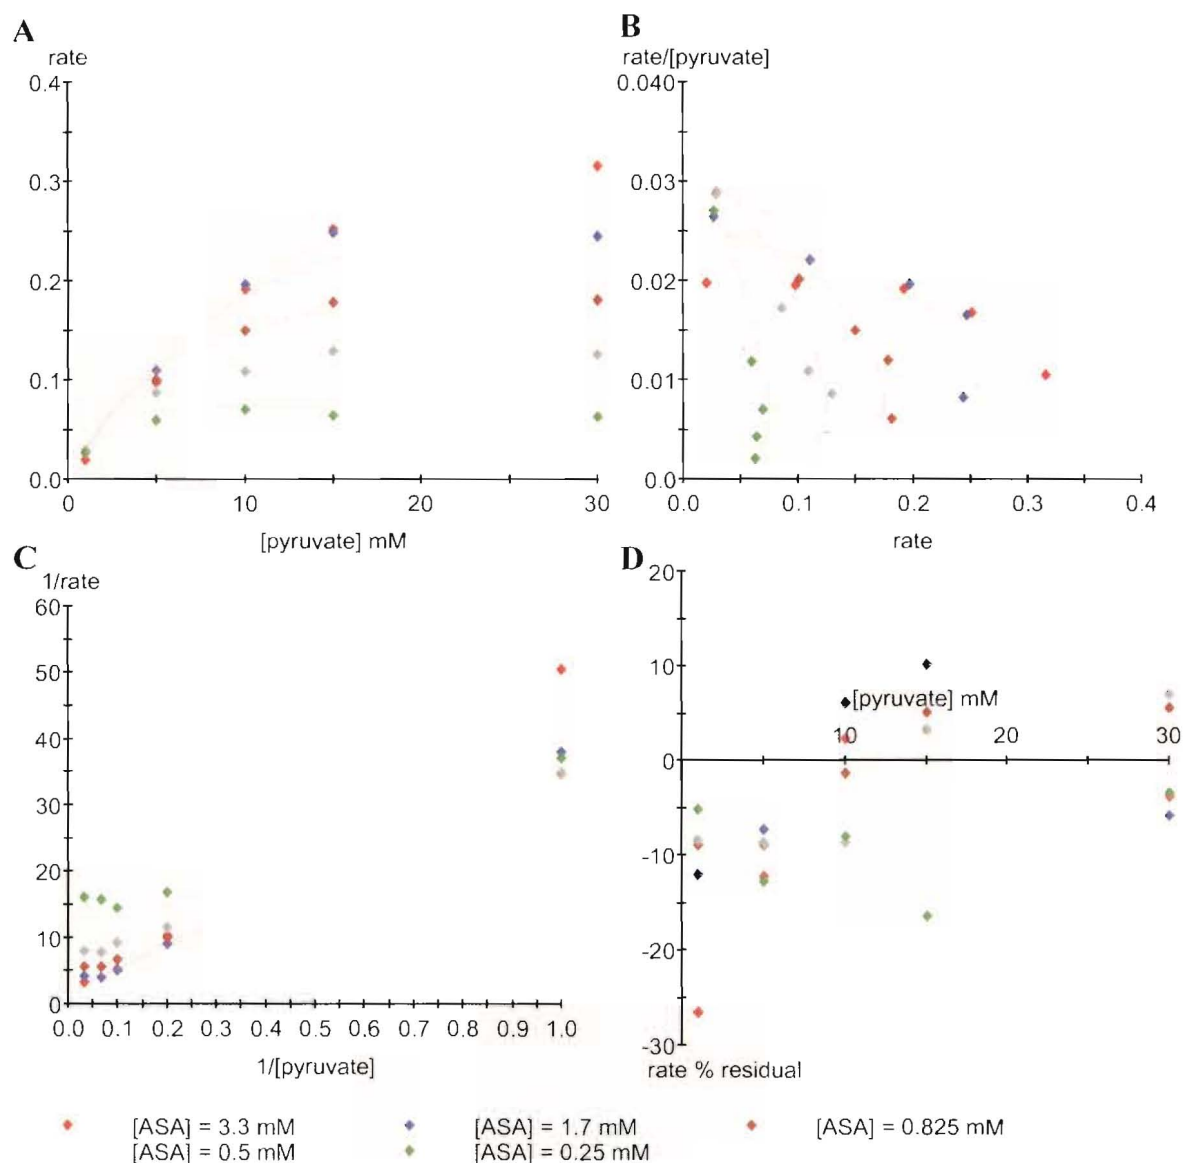 A
rate
0.4
0.3
0.2
0.1
0.0
0 10 20 30
[pyruvate] mM
B
rate/[pyruvate]
0.040
0.03
0.02
0.01
0.0
0.0 0.1 0.2 0.3 0.4
rate
C
1/rate
60
50
40
30
20
10
0
0.0 0.1 0.2 0.3 0.4 0.5 0.6 0.7 0.8 0.9 1.0
1/[pyruvate]
D
20
10
[pyruvate] mM
10 20 30
0
-10
-20
-30
rate % residual
[ASA] = 3.3 mM [ASA] = 1.7 mM [ASA] = 0.825 mM
[ASA] = 0.5 mM [ASA] = 0.25 mM